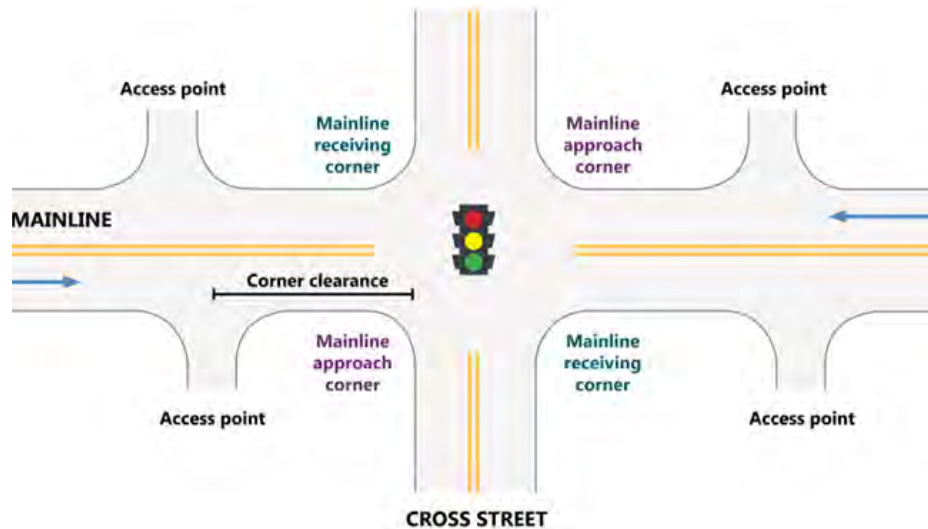 Access point
Access point
Mainline
receiving
corner
Mainline
approach
corner
MAINLINE
Corner clearance
Mainline
approach
corner
Mainline
receiving
corner
Access point
Access point
CROSS STREET